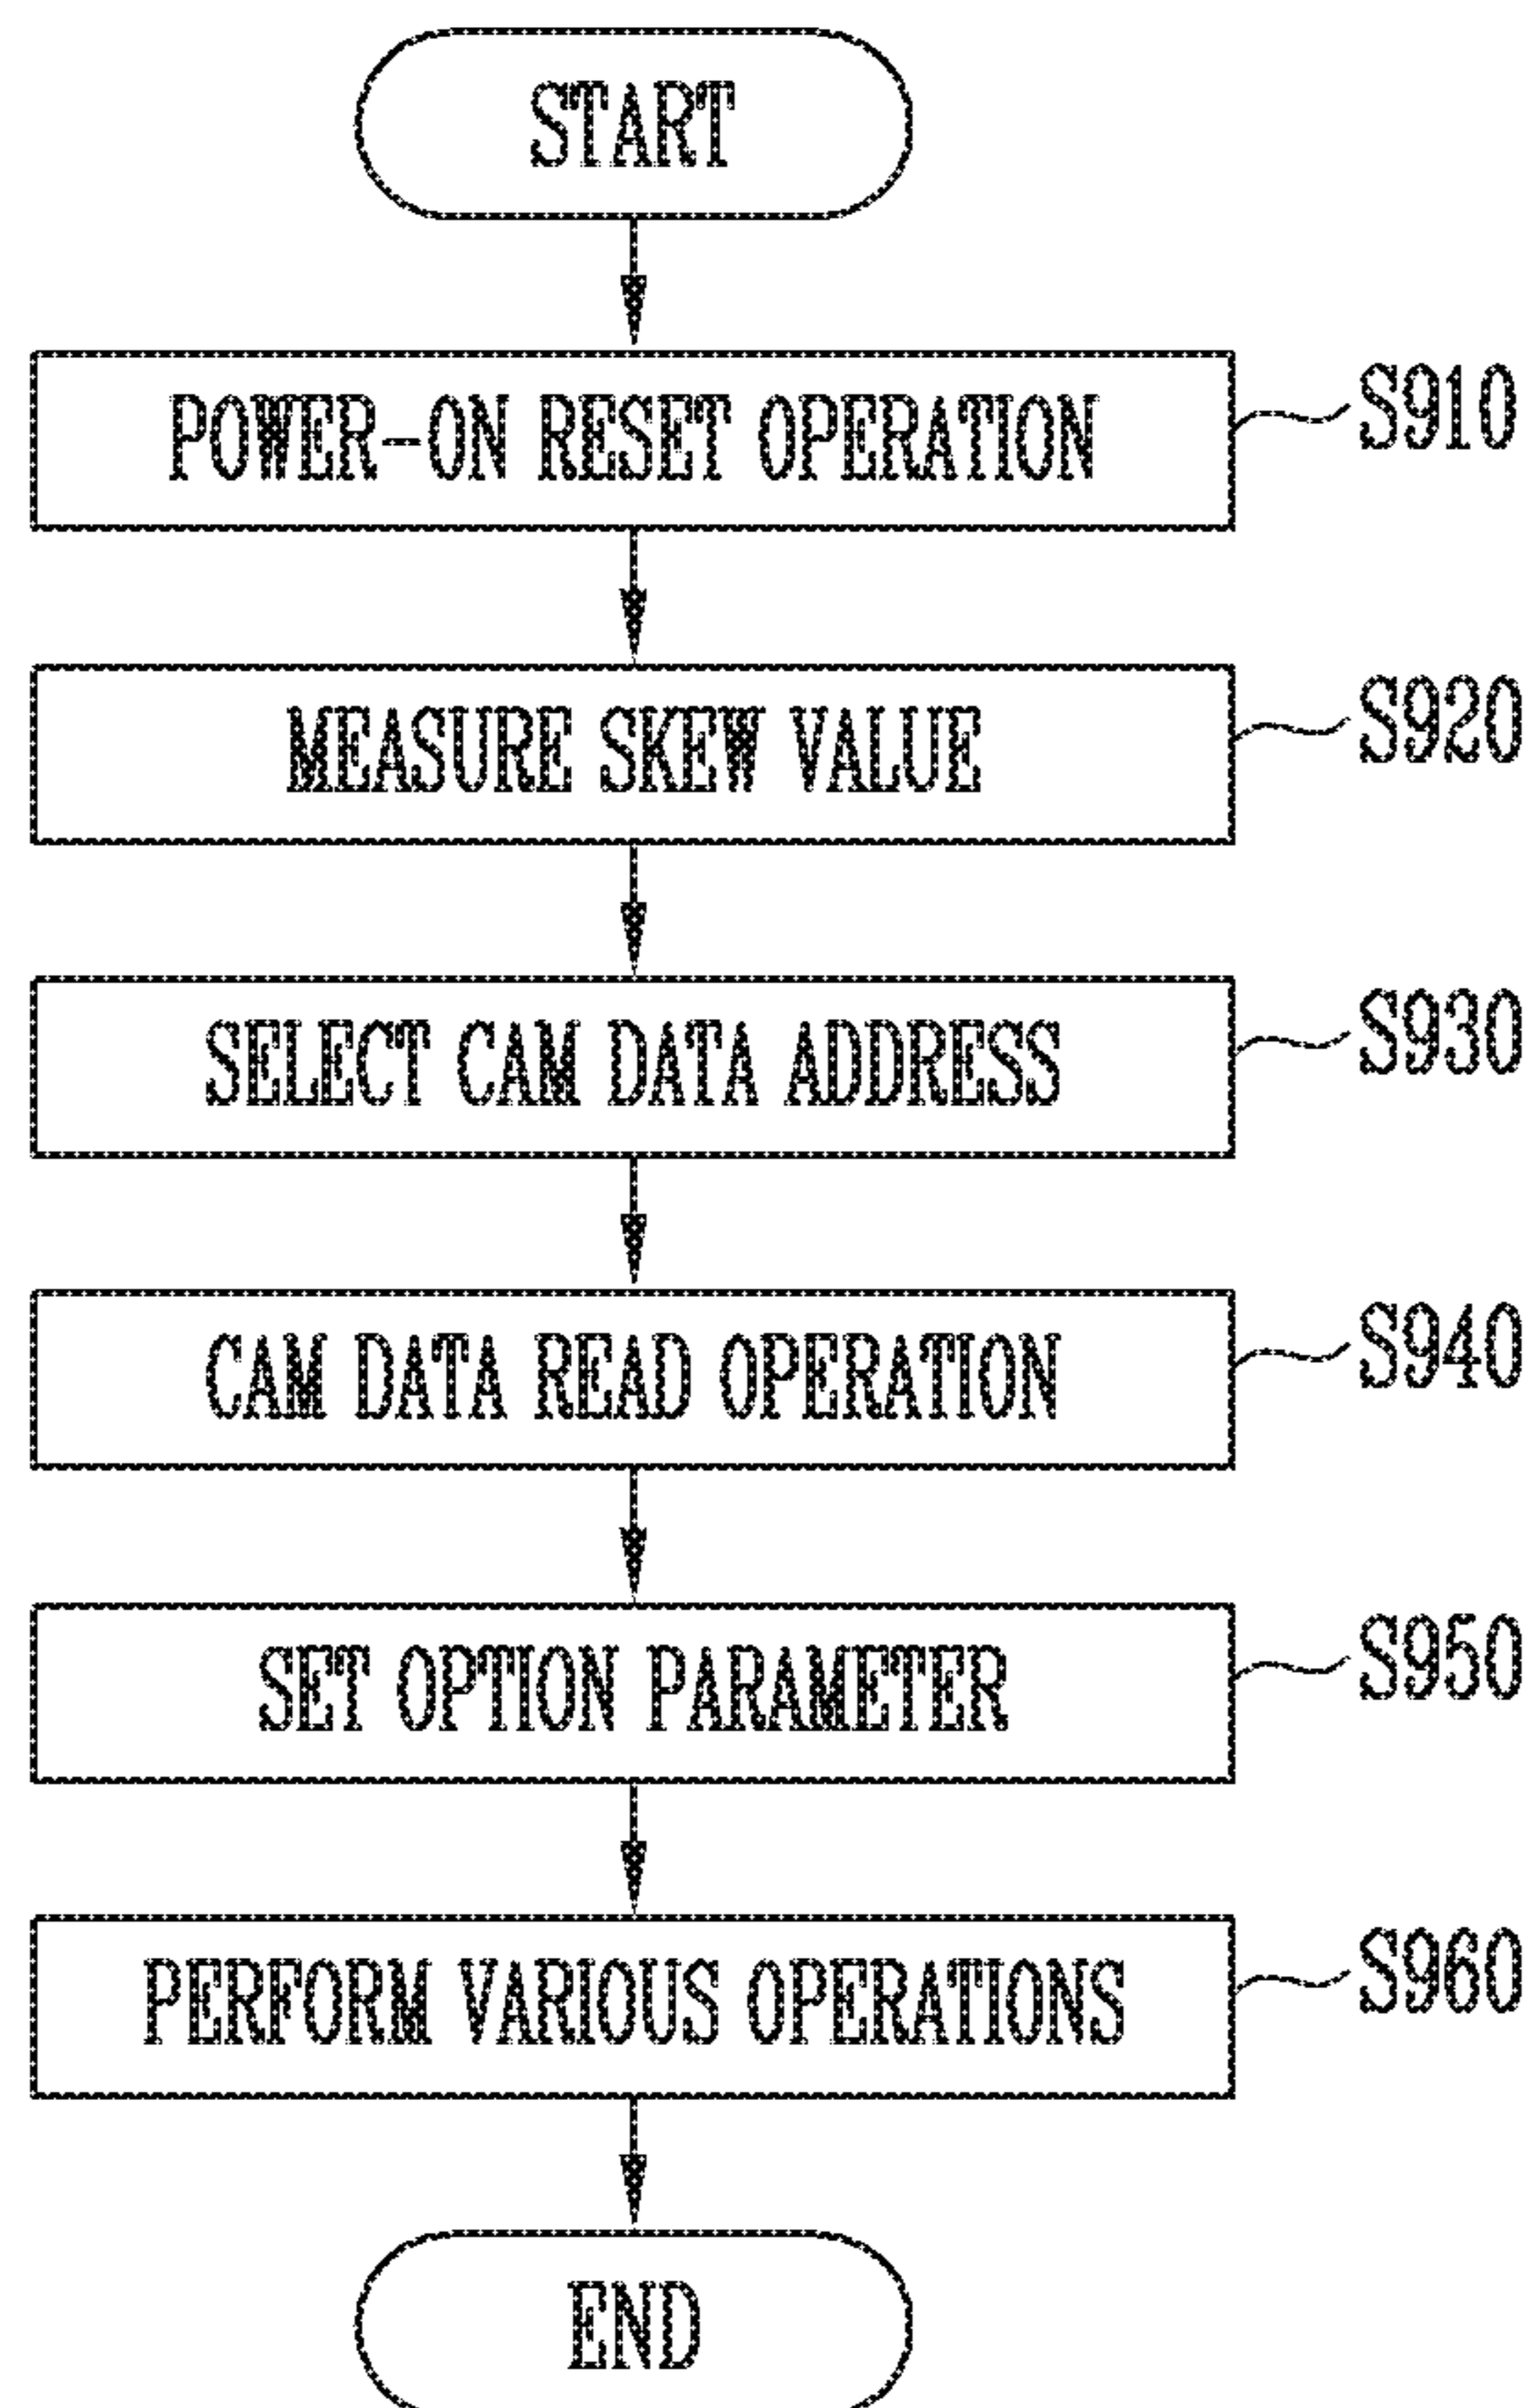 START
POWER-ON RESET OPERATION
S910
MEASURE SKEW VALUE
S920
SELECT CAM DATA ADDRESS
S930
CAM DATA READ OPERATION
S940
SET OPTION PARAMETER
S950
PERFORM VARIOUS OPERATIONS
S960
END